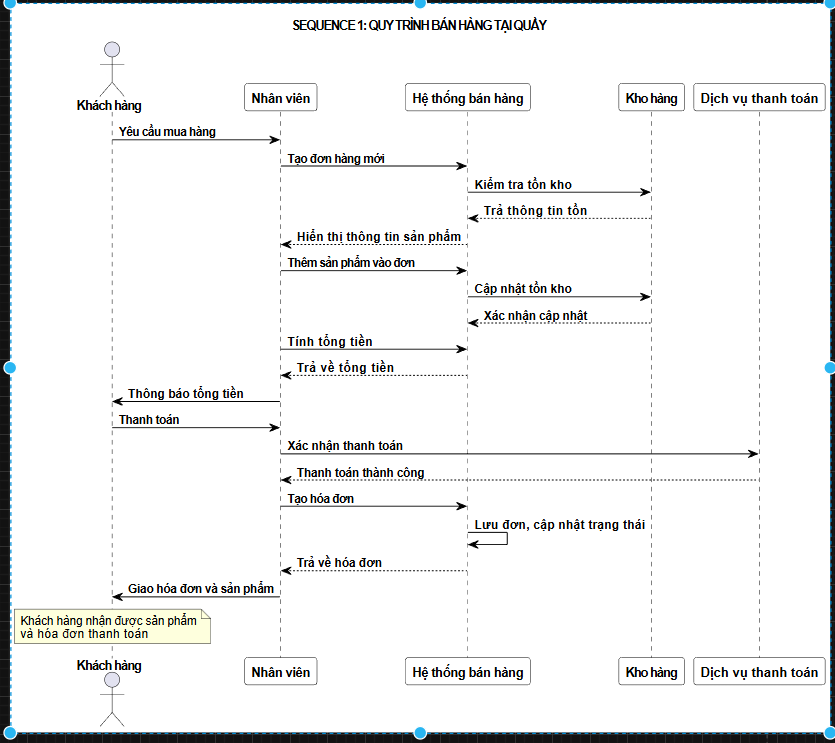 SEQUENCE 1: QUY TRÌNH BÁN HÀNG TẠI QUẦY
Khách hàng
Nhân viên
Hệ thống bán hàng
Kho hàng
Dịch vụ thanh toán
Yêu cầu mua hàng
Tạo đơn hàng mới
Kiểm tra tồn kho
Trả thông tin tồn
Hiển thị thông tin sản phẩm
Thêm sản phẩm vào đơn
Cập nhật tồn kho
Xác nhận cập nhật
Tính tổng tiền
Trả về tổng tiền
Thông báo tổng tiền
Thanh toán
Xác nhận thanh toán
Thanh toán thành công
Tạo hóa đơn
Lưu đơn, cập nhật trạng thái
Trả về hóa đơn
Giao hóa đơn và sản phẩm
Khách hàng nhận được sản phẩm
và hóa đơn thanh toán
Khách hàng
Nhân viên
Hệ thống bán hàng
Kho hàng
Dịch vụ thanh toán